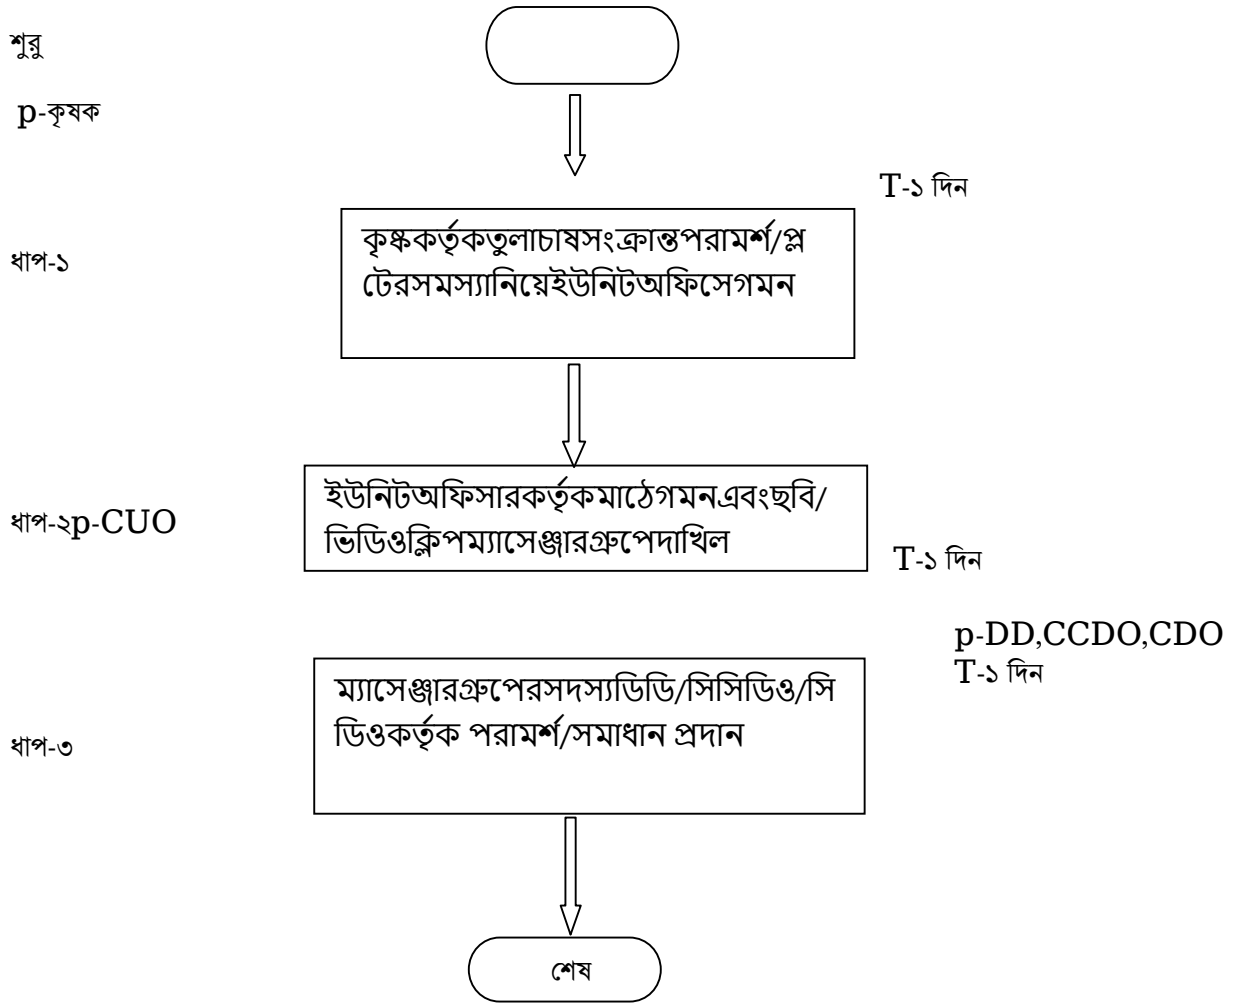 শুরু
p-কৃষক
T-১ দিন
কৃষ্ককর্তৃকতুলাচাষসংক্রান্তপরামর্শ/প্ল
টেরসমস্যানিয়েইউনিটঅফিসেগমন
ধাপ-১
ইউনিটঅফিসারকর্তৃকমাঠেগমনএবংছবি/
ভিডিওক্লিপম্যাসেঞ্জারগ্রুপেদাখিল
ধাপ-২p-CUO
T-১ দিন
p-DD,CCDO,CDO
T-১ দিন
ম্যাসেঞ্জারগ্রুপেরসদস্যডিডি/সিসিডিও/সি
ডিওকর্তৃক পরামর্শ/সমাধান প্রদান
ধাপ-৩
শেষ